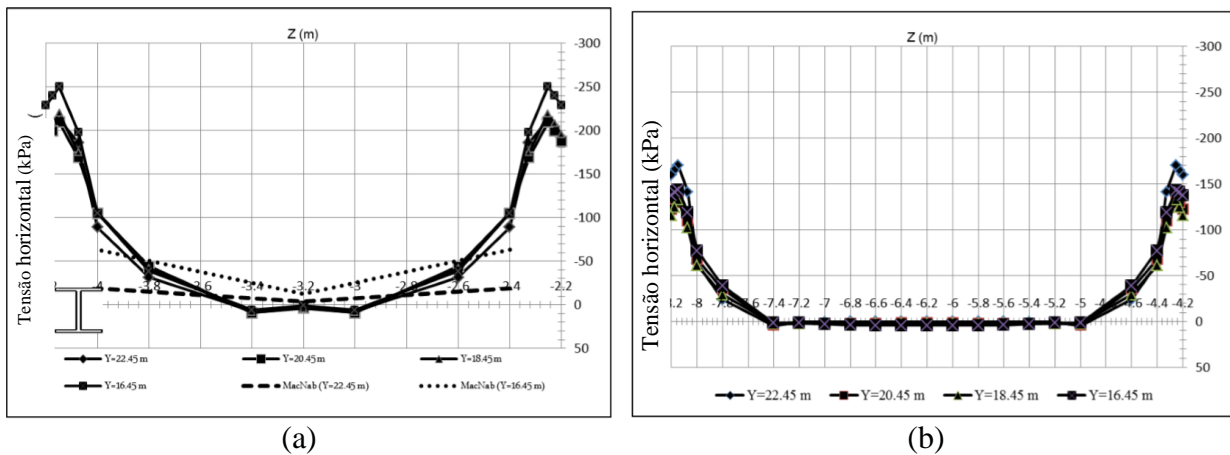 Z (m)
-300
-250
-200
-150
-100
-50
0
50
Tensão horizontal (kPa)
(
-4 -3.8 -3.6 -3.4 -3.2 -3 -2.8 -2.6 -2.4 -2.2
Y=22.45 m Y=20.45m Y=18.45m
Y=16.45 m MacNab (Y=22.45 m) MacNab (Y=16.45 m)
(a)
Z (m)
-300
-250
-200
-150
-100
-50
0
50
Tensão horizontal (kPa)
-8 -7.4 -7.2 -7 -6.8 -6.6 -6.4 -6.2 -6 -5.8 -5.6 -5.4 -5.2 -5 -4.4 -4.2
Y=22.45 m Y=20.45 m Y=18.45 m Y=16.45 m
(b)